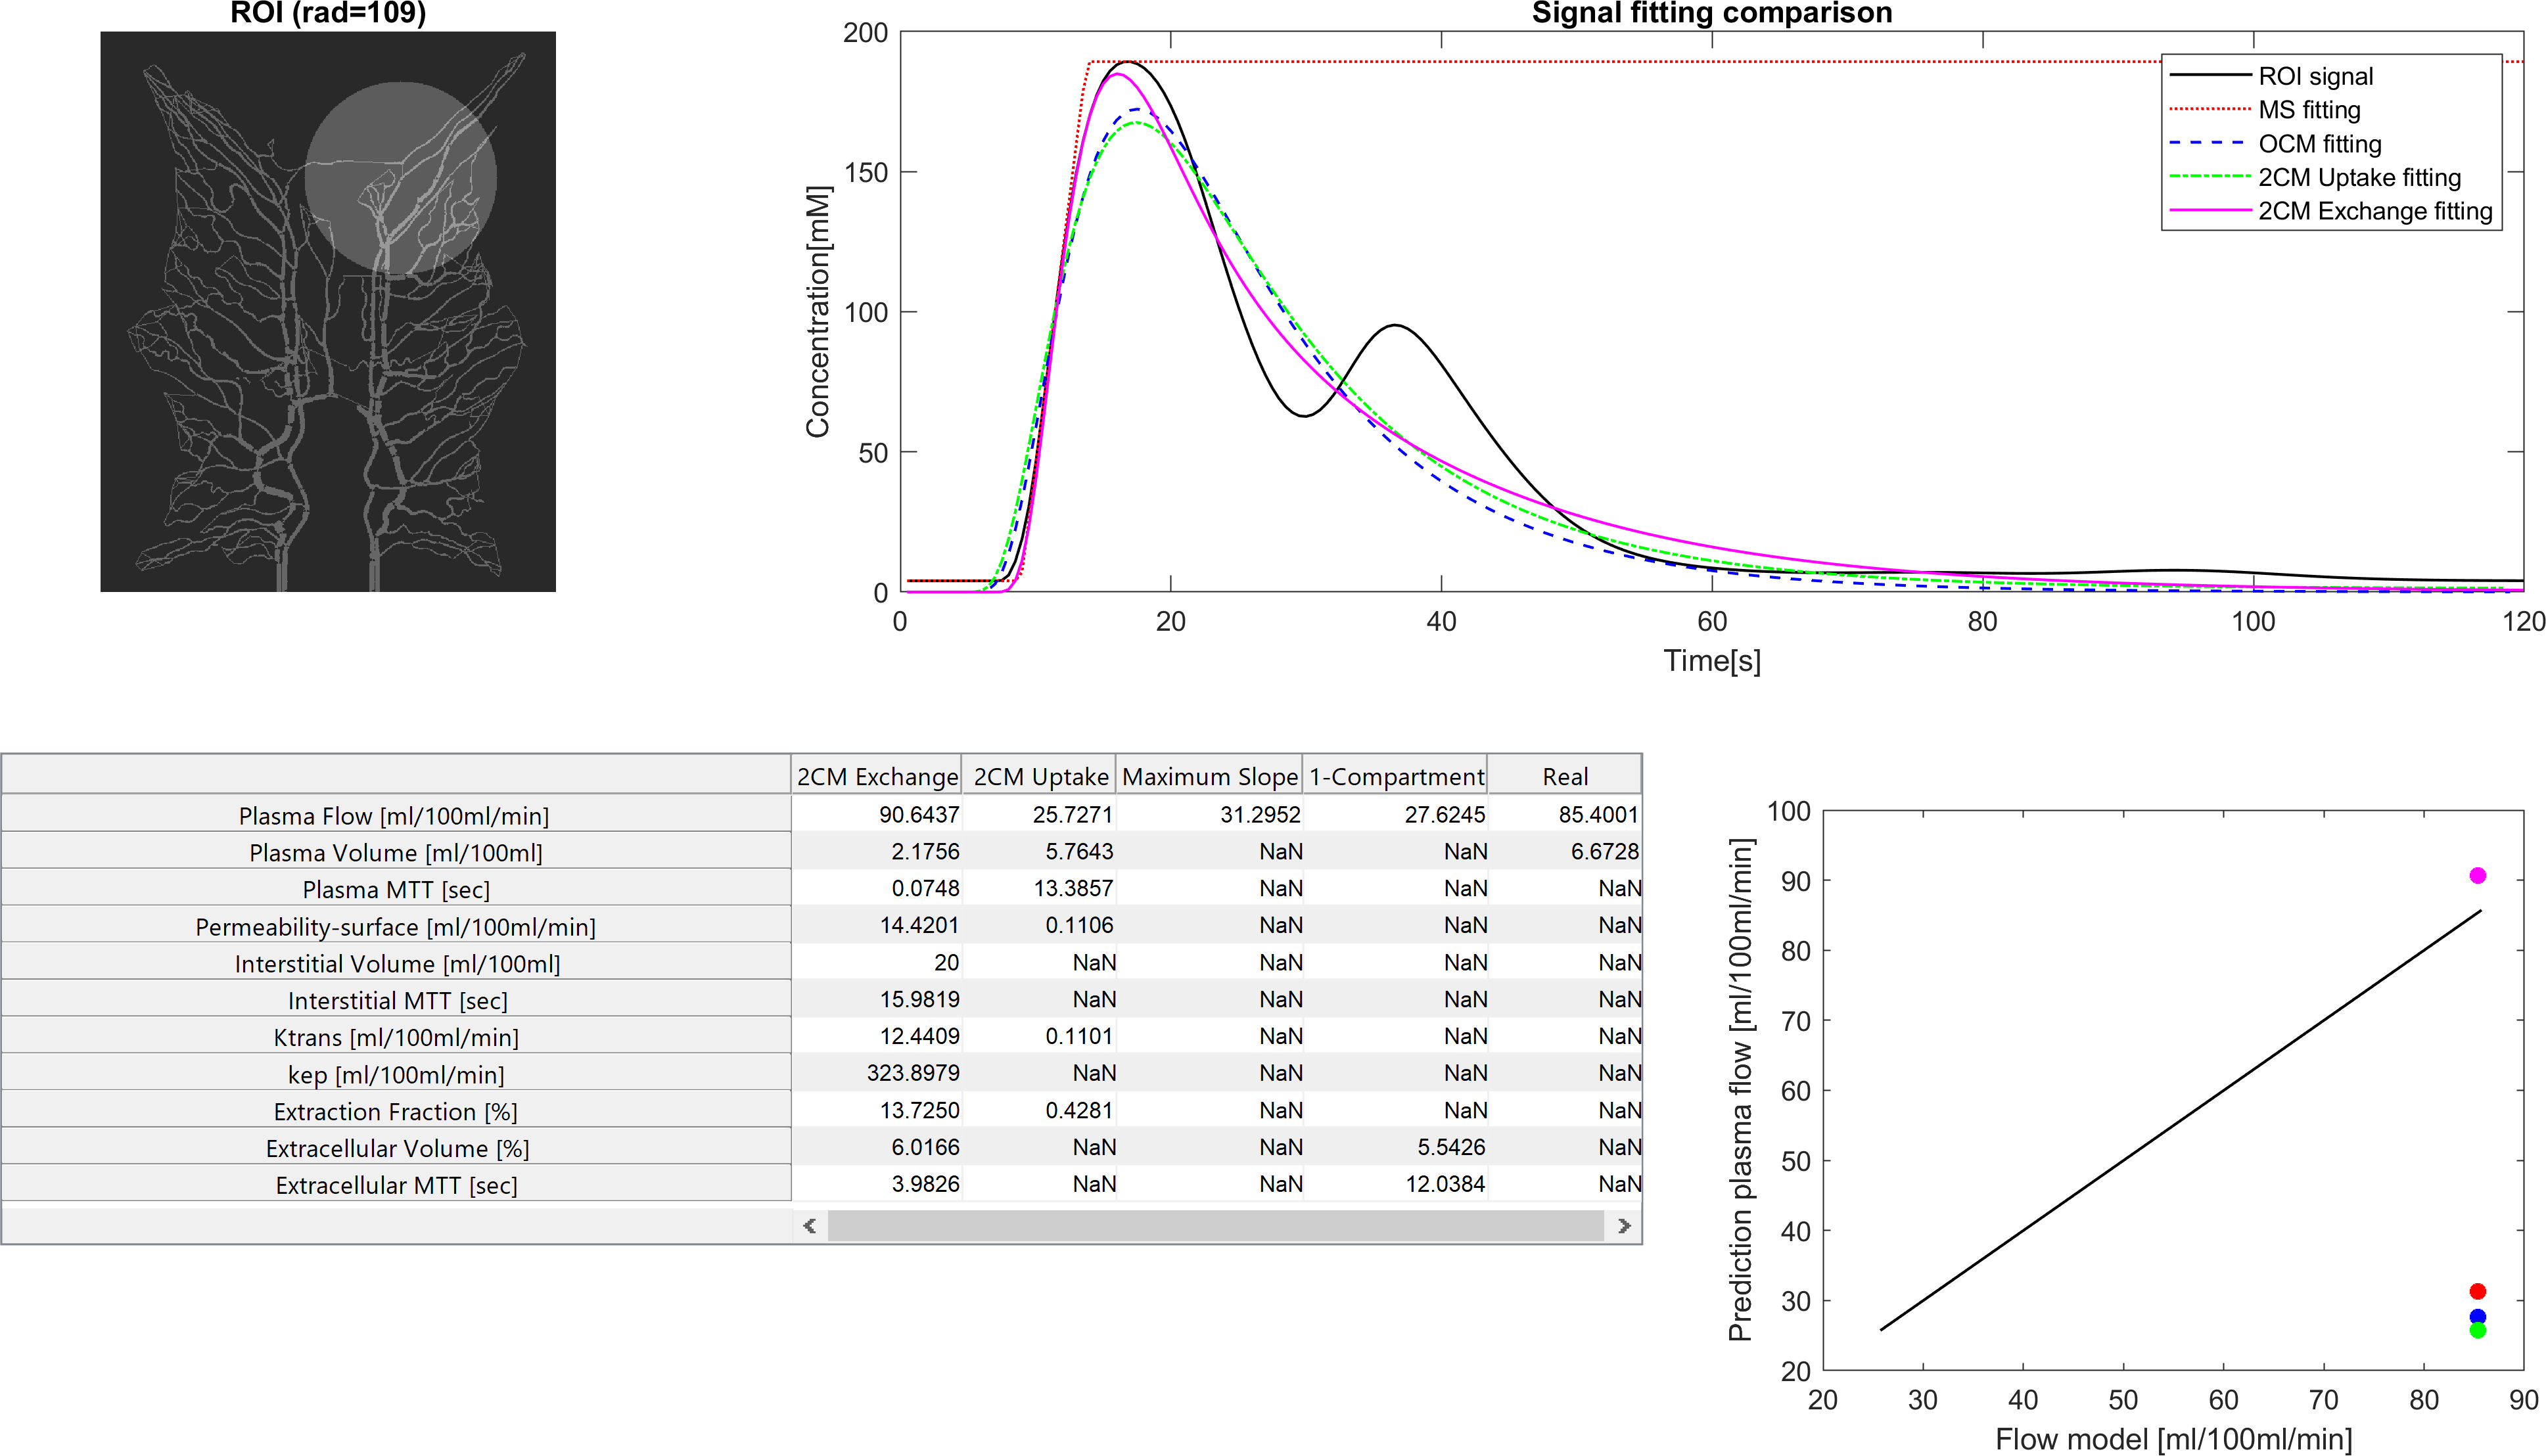 ROI (rad=109)
Signal fitting comparison
200
150
100
50
0
Concentration[mM]
0 20 40 60 80 100 120
Time[s]
ROI signal
MS fitting
OCM fitting
2CM Uptake fitting
2CM Exchange fitting
2CM Exchange 2CM Uptake Maximum Slope 1-Compartment Real
Plasma Flow [ml/100ml/min] 90.6437 25.7271 31.2952 27.6245 85.4001
Plasma Volume [ml/100ml] 2.1756 5.7643 NaN NaN 6.6728
Plasma MTT [sec] 0.0748 13.3857 NaN NaN NaN
Permeability-surface [ml/100ml/min] 14.4201 0.1106 NaN NaN NaN
Interstitial Volume [ml/100ml] 20 NaN NaN NaN NaN
Interstitial MTT [sec] 15.9819 NaN NaN NaN NaN
Ktrans [ml/100ml/min] 12.4409 0.1101 NaN NaN NaN
kep [ml/100ml/min] 323.8979 NaN NaN NaN NaN
Extraction Fraction [%] 13.7250 0.4281 NaN NaN NaN
Extracellular Volume [%] 6.0166 NaN NaN 5.5426 NaN
Extracellular MTT [sec] 3.9826 NaN NaN 12.0384 NaN
100
90
80
70
60
50
40
30
20
Prediction plasma flow [ml/100ml/min]
20 30 40 50 60 70 80 90
Flow model [ml/100ml/min]